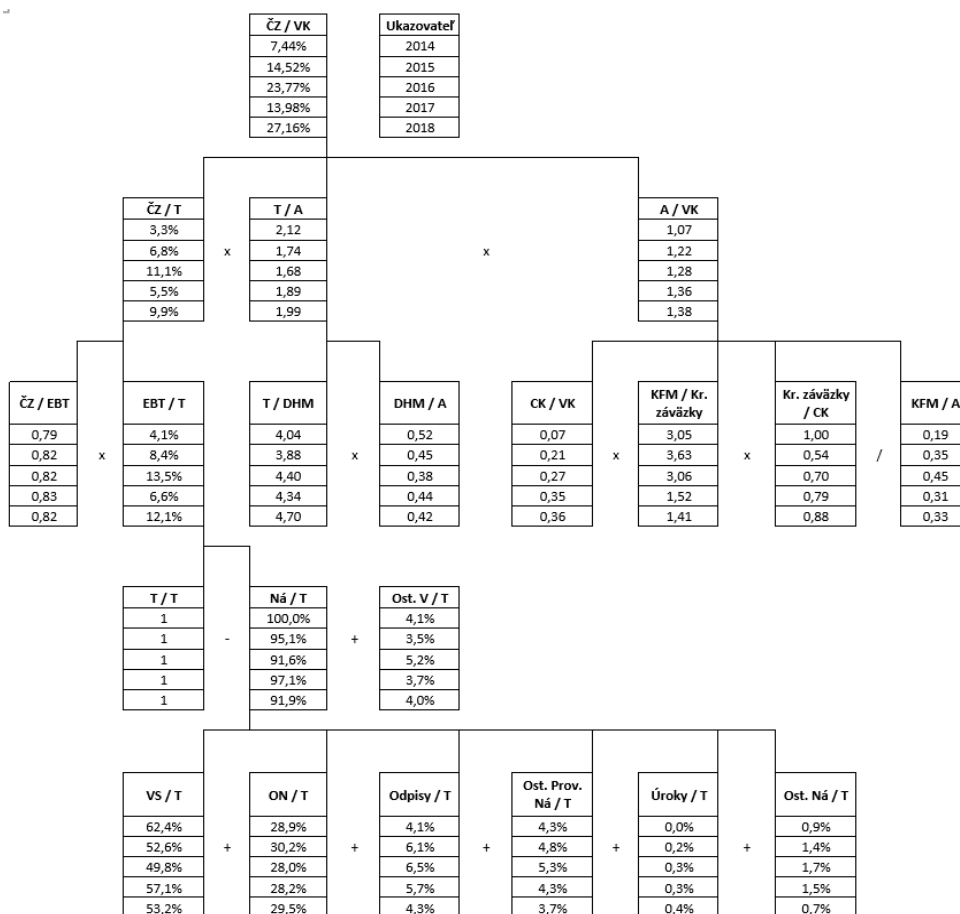 ČZ / VK Ukazovateľ
7,44% 2014
14,52% 2015
23,77% 2016
13,98% 2017
27,16% 2018
ČZ / T T / A A / VK
3,3% 2,12 1,07
6,8% x 1,74 x 1,22
11,1% 1,68 1,28
5,5% 1,89 1,36
9,9% 1,99 1,38
ČZ / EBT EBT / T T / DHM DHM / A CK / VK KFM / Kr. záväzky Kr. záväzky / CK KFM / A
0,79 4,1% 4,04 0,52 0,07 3,05 1,00 0,19
0,82 x 8,4% 3,88 x 0,45 0,21 x 3,63 x 0,54 / 0,35
0,82 13,5% 4,40 0,38 0,27 3,06 0,70 0,45
0,83 6,6% 4,34 0,44 0,35 1,52 0,79 0,31
0,82 12,1% 4,70 0,42 0,36 1,41 0,88 0,33
T / T Ná / T Ost. V / T
1 100,0% 4,1%
1 - 95,1% + 3,5%
1 91,6% 5,2%
1 97,1% 3,7%
1 91,9% 4,0%
VS / T ON / T Odpisy / T Ost. Prov. Ná / T Úroky / T Ost. Ná / T
62,4% 28,9% 4,1% 4,3% 0,0% 0,9%
52,6% + 30,2% + 6,1% + 4,8% + 0,2% + 1,4%
49,8% 28,0% 6,5% 5,3% 0,3% 1,7%
57,1% 28,2% 5,7% 4,3% 0,3% 1,5%
53,2% 29,5% 4,3% 3,7% 0,4% 0,7%